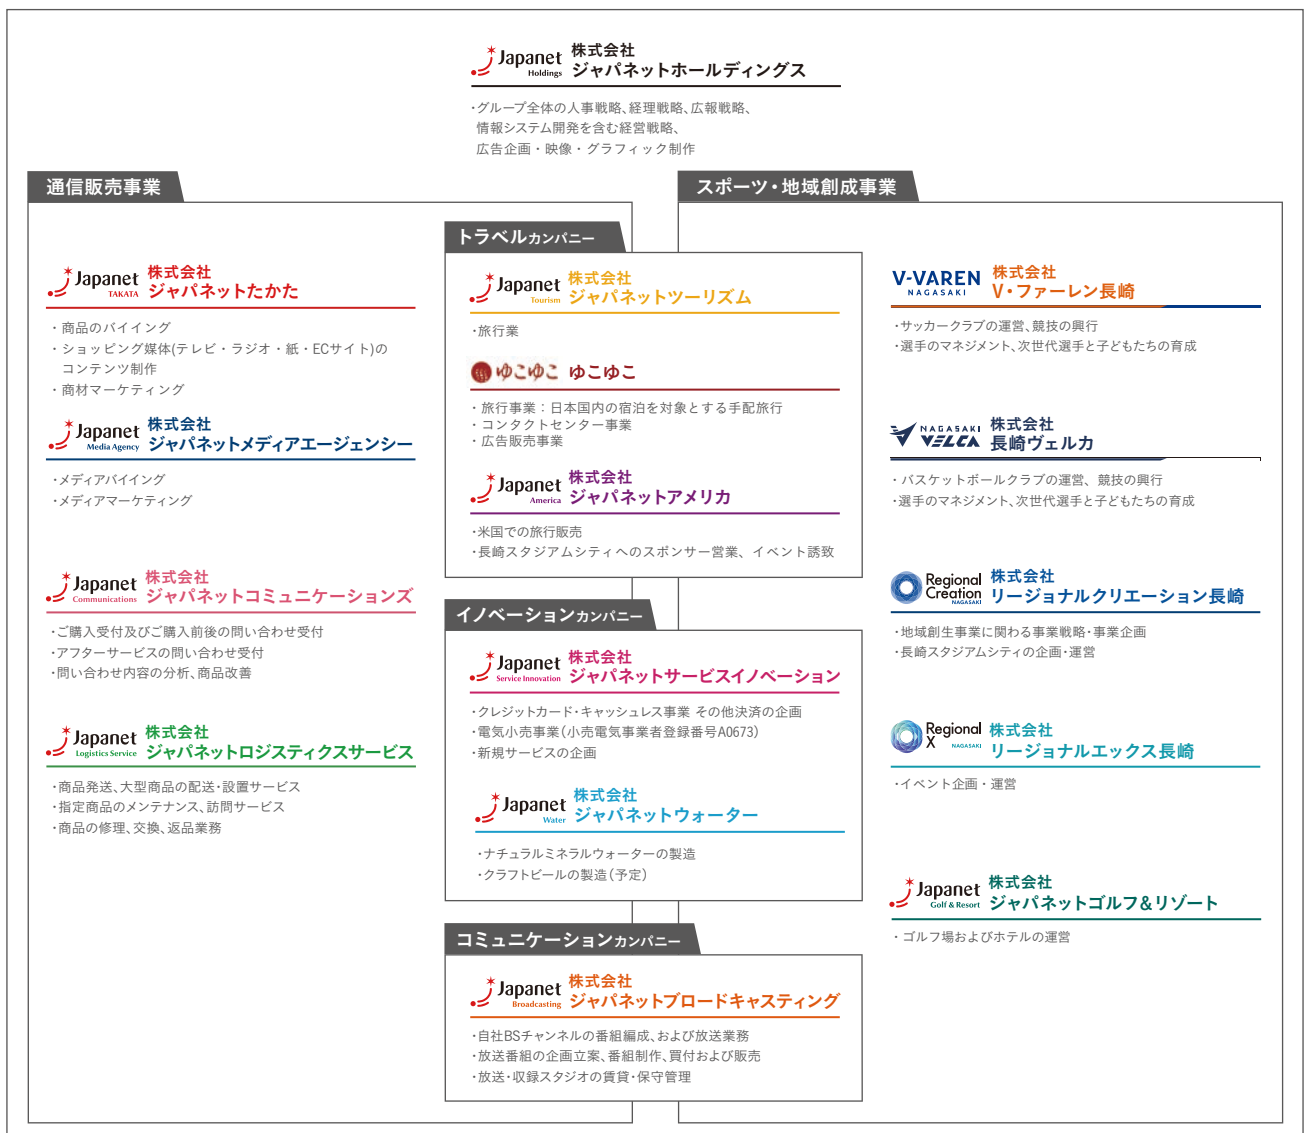 Japanet
Holdings
株式会社
ジャパネットホールディングス
・グループ全体の人事戦略、経理戦略、広報戦略、
情報システム開発を含む経営戦略、
広告企画・映像・グラフィック制作
通信販売事業
Japanet
TAKATA
株式会社
ジャパネットたかた
・商品のバイイング
・ショッピング媒体(テレビ・ラジオ・紙・ECサイト)の
コンテンツ制作
・商材マーケティング
Japanet
Media Agency
株式会社
ジャパネットメディアエージェンシー
・メディアバイイング
・メディアマーケティング
Japanet
Communications
株式会社
ジャパネットコミュニケーションズ
・ご購入受付及びご購入前後の問い合わせ受付
・アフターサービスの問い合わせ受付
・問い合わせ内容の分析、商品改善
Japanet
Logistics Service
株式会社
ジャパネットロジスティクスサービス
・商品発送、大型商品の配送・設置サービス
・指定商品のメンテナンス、訪問サービス
・商品の修理、交換、返品業務
トラベルカンパニー
Japanet
Tourism
株式会社
ジャパネットツーリズム
・旅行業
ゆこゆこ ゆこゆこ
・旅行事業：日本国内の宿泊を対象とする手配旅行
・コンタクトセンター事業
・広告販売事業
Japanet
America
株式会社
ジャパネットアメリカ
・米国での旅行販売
・長崎スタジアムシティへのスポンサー営業、イベント誘致
イノベーションカンパニー
Japanet
Service Innovation
株式会社
ジャパネットサービスイノベーション
・クレジットカード・キャッシュレス事業 その他決済の企画
・電気小売事業(小売電気事業者登録番号A0673)
・新規サービスの企画
Japanet
Water
株式会社
ジャパネットウォーター
・ナチュラルミネラルウォーターの製造
・クラフトビールの製造(予定)
コミュニケーションカンパニー
Japanet
Broadcasting
株式会社
ジャパネットブロードキャスティング
・自社BSチャンネルの番組編成、および放送業務
・放送番組の企画立案、番組制作、買付および販売
・放送・収録スタジオの賃貸・保守管理
スポーツ・地域創成事業
V-VAREN
NAGASAKI
株式会社
V・ファーレン長崎
・サッカークラブの運営、競技の興行
・選手のマネジメント、次世代選手と子どもたちの育成
NAGASAKI
VELCA
株式会社
長崎ヴェルカ
・バスケットボールクラブの運営、競技の興行
・選手のマネジメント、次世代選手と子どもたちの育成
Regional
Creation
NAGASAKI
株式会社
リージョナルクリエーション長崎
・地域創生事業に関わる事業戦略・事業企画
・長崎スタジアムシティの企画・運営
Regional
X NAGASAKI
株式会社
リージョナルエックス長崎
・イベント企画・運営
Japanet
Golf & Resort
株式会社
ジャパネットゴルフ&リゾート
・ゴルフ場およびホテルの運営